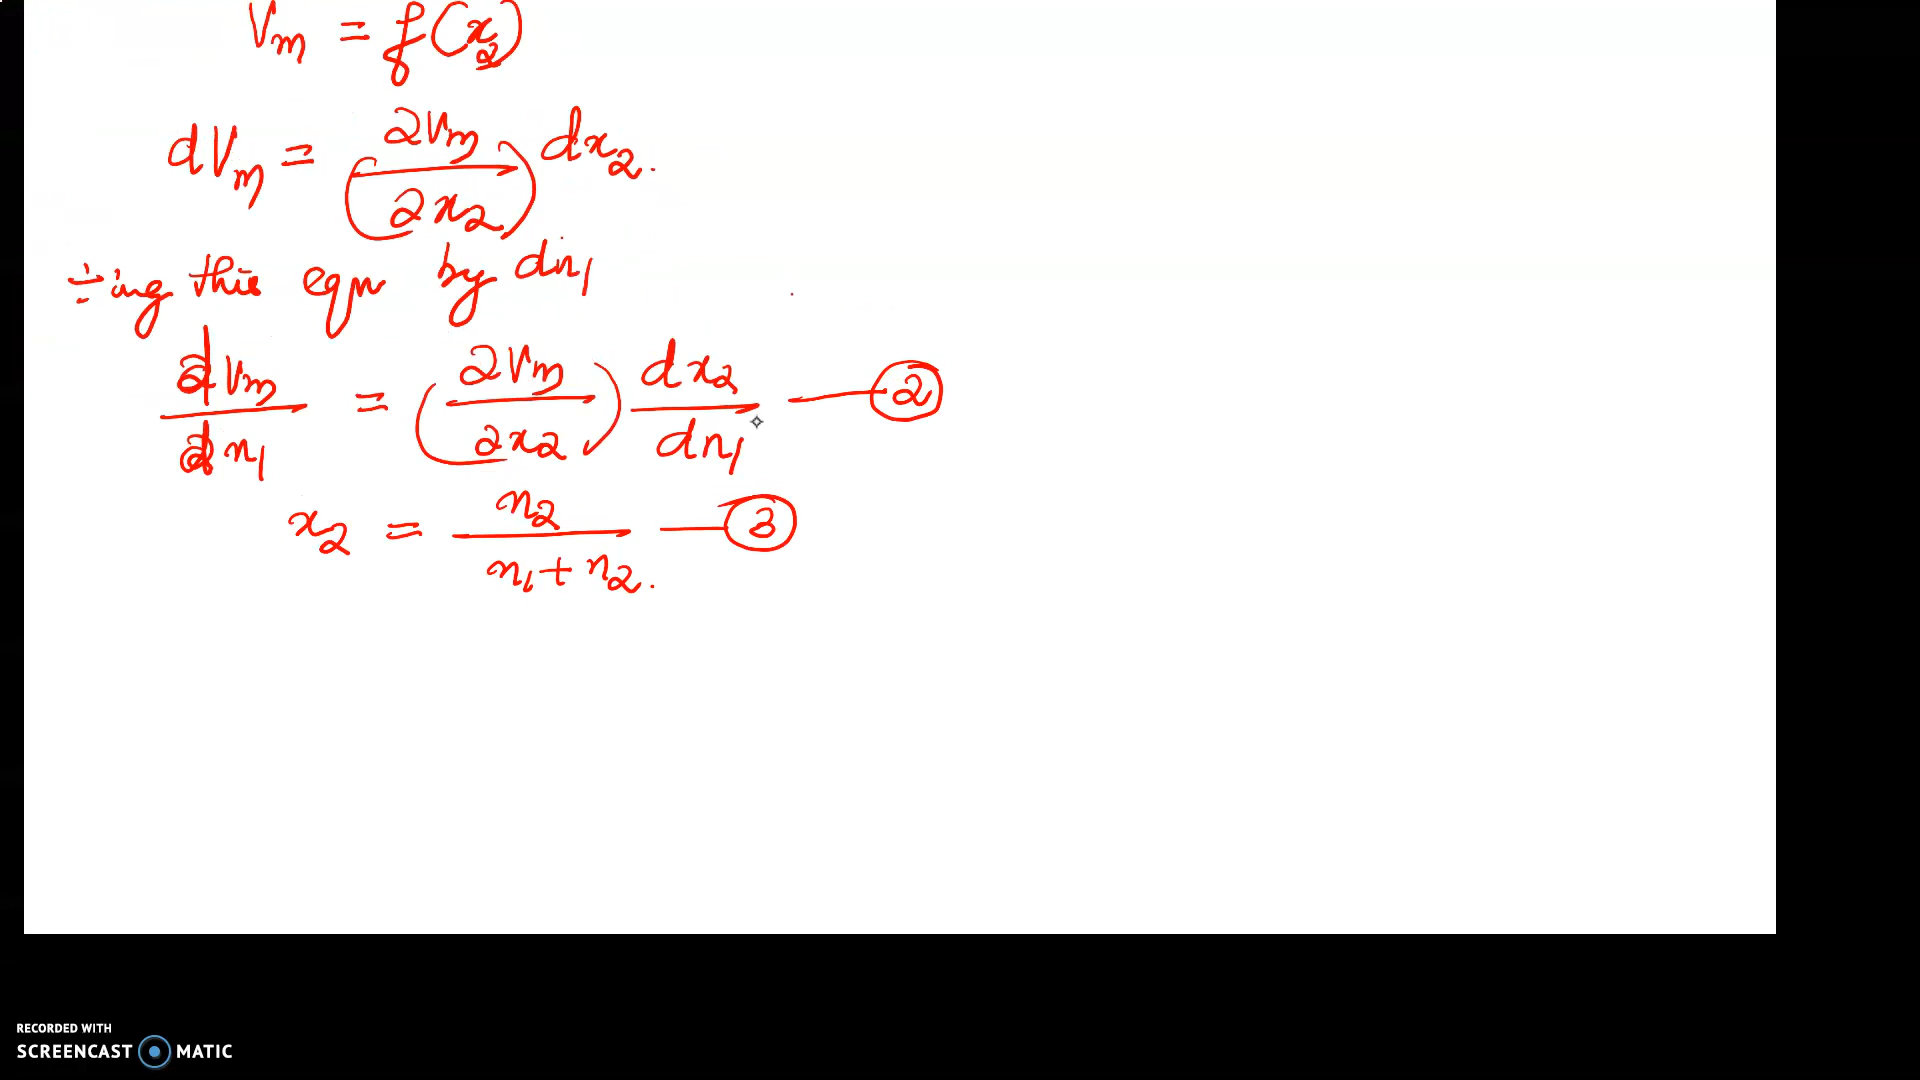 Vm = f(x2)
dVm = (∂Vm / ∂x2) dx2.
÷ing this eqn by dn1
dVm / dn1 = (∂Vm / ∂x2) dx2 / dn1 — ②
x2 = n2 / n1 + n2. — ③
RECORDED WITH
SCREENCAST MATIC